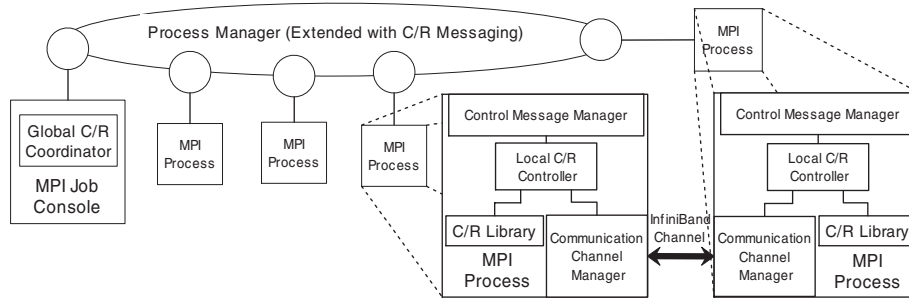 Process Manager (Extended with C/R Messaging)
MPI
Process
Global C/R
Coordinator
MPI Job
Console
MPI
Process
MPI
Process
MPI
Process
Control Message Manager
Local C/R
Controller
C/R Library
MPI
Process
Communication
Channel
Manager
InfiniBand
Channel
Control Message Manager
Local C/R
Controller
Communication
Channel
Manager
C/R Library
MPI
Process